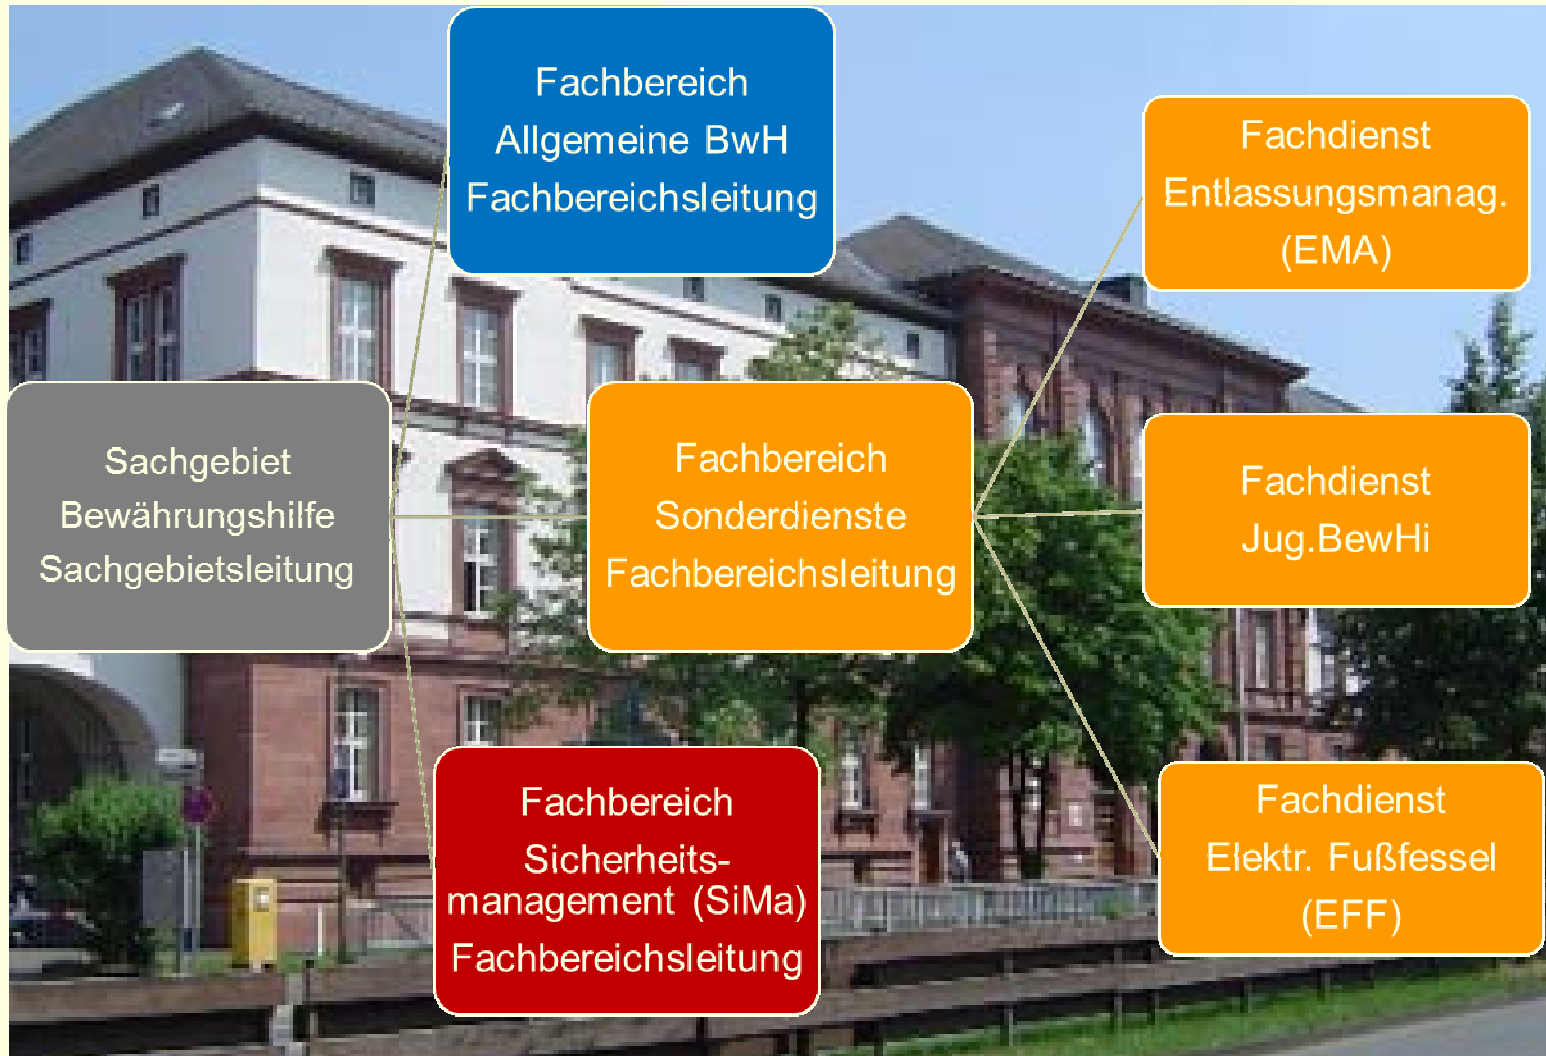 Fachbereich
Allgemeine BwH
Fachbereichsleitung
Fachdienst
Entlassungsmanag.
(EMA)
Sachgebiet
Bewährungshilfe
Sachgebietsleitung
Fachbereich
Sonderdienste
Fachbereichsleitung
Fachdienst
Jug.BewHi
Fachbereich
Sicherheits-
management (SiMa)
Fachbereichsleitung
Fachdienst
Elektr. Fußfessel
(EFF)